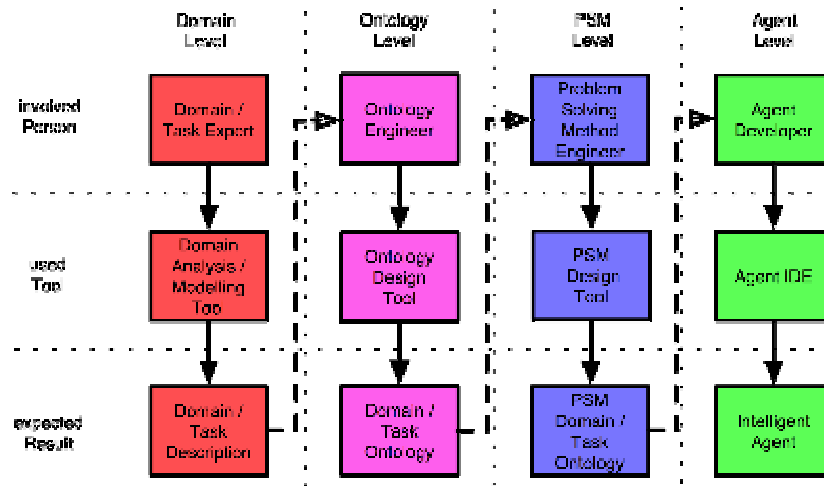 Domain Level
Ontology Level
PSM Level
Agent Level
involved Person
Domain / Task Expert
Ontology Engineer
Problem Solving Method Engineer
Agent Developer
used
Domain Analysis / Modelling
Ontology Design Tool
PSM Design Tool
Agent IDE
expected Result
Domain / Task Description
Domain / Task Ontology
PSM Domain / Task Ontology
Intelligent Agent